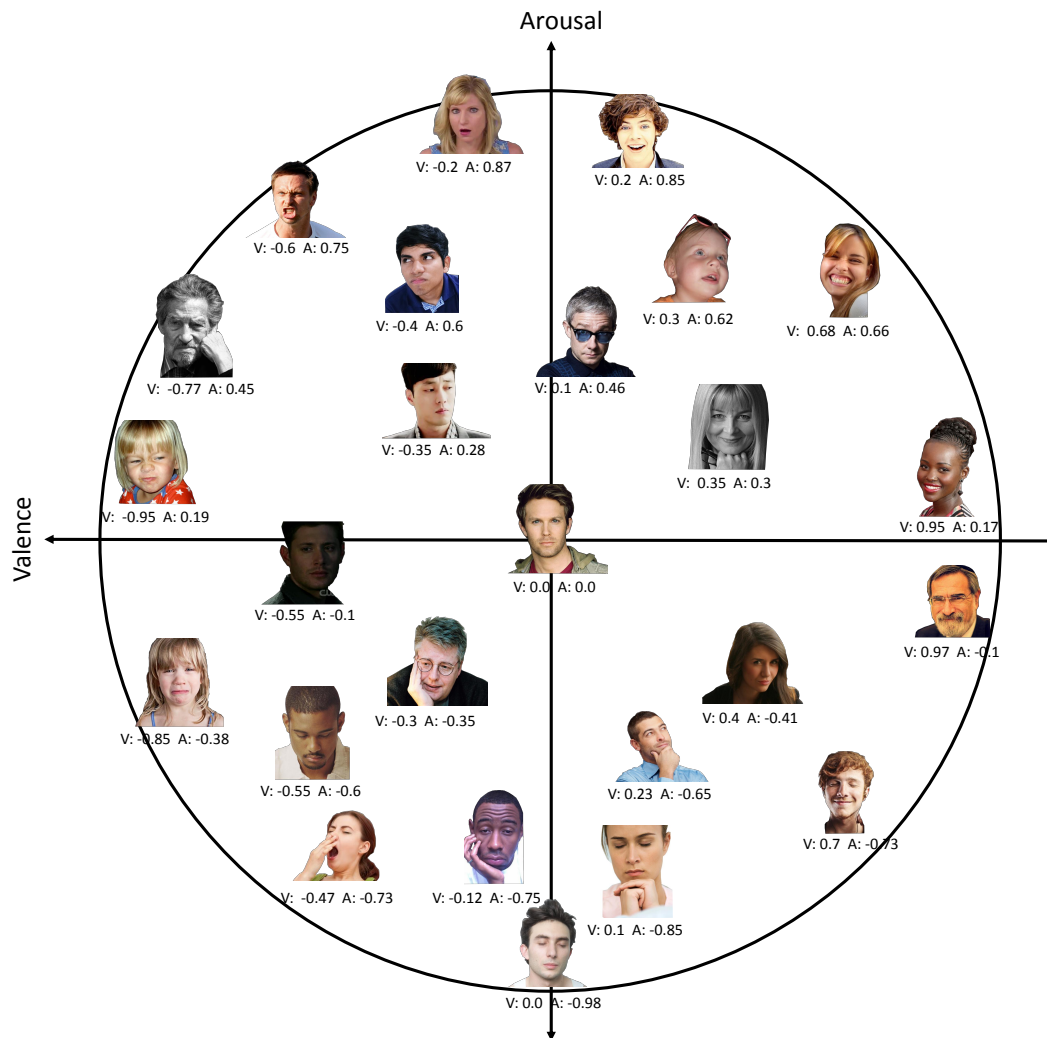 Arousal
V: -0.2 A: 0.87
V: 0.2 A: 0.85
V: -0.6 A: 0.75
V: -0.4 A: 0.6
V: 0.3 A: 0.62
V: 0.68 A: 0.66
V: -0.77 A: 0.45
V: 0.1 A: 0.46
V: -0.35 A: 0.28
V: 0.35 A: 0.3
V: -0.95 A: 0.19
V: 0.95 A: 0.17
Valence
V: 0.0 A: 0.0
V: -0.55 A: -0.1
V: 0.97 A: -0.1
V: -0.85 A: -0.38
V: -0.3 A: -0.35
V: 0.4 A: -0.41
V: -0.55 A: -0.6
V: 0.23 A: -0.65
V: 0.7 A: -0.73
V: -0.47 A: -0.73
V: -0.12 A: -0.75
V: 0.1 A: -0.85
V: 0.0 A: -0.98